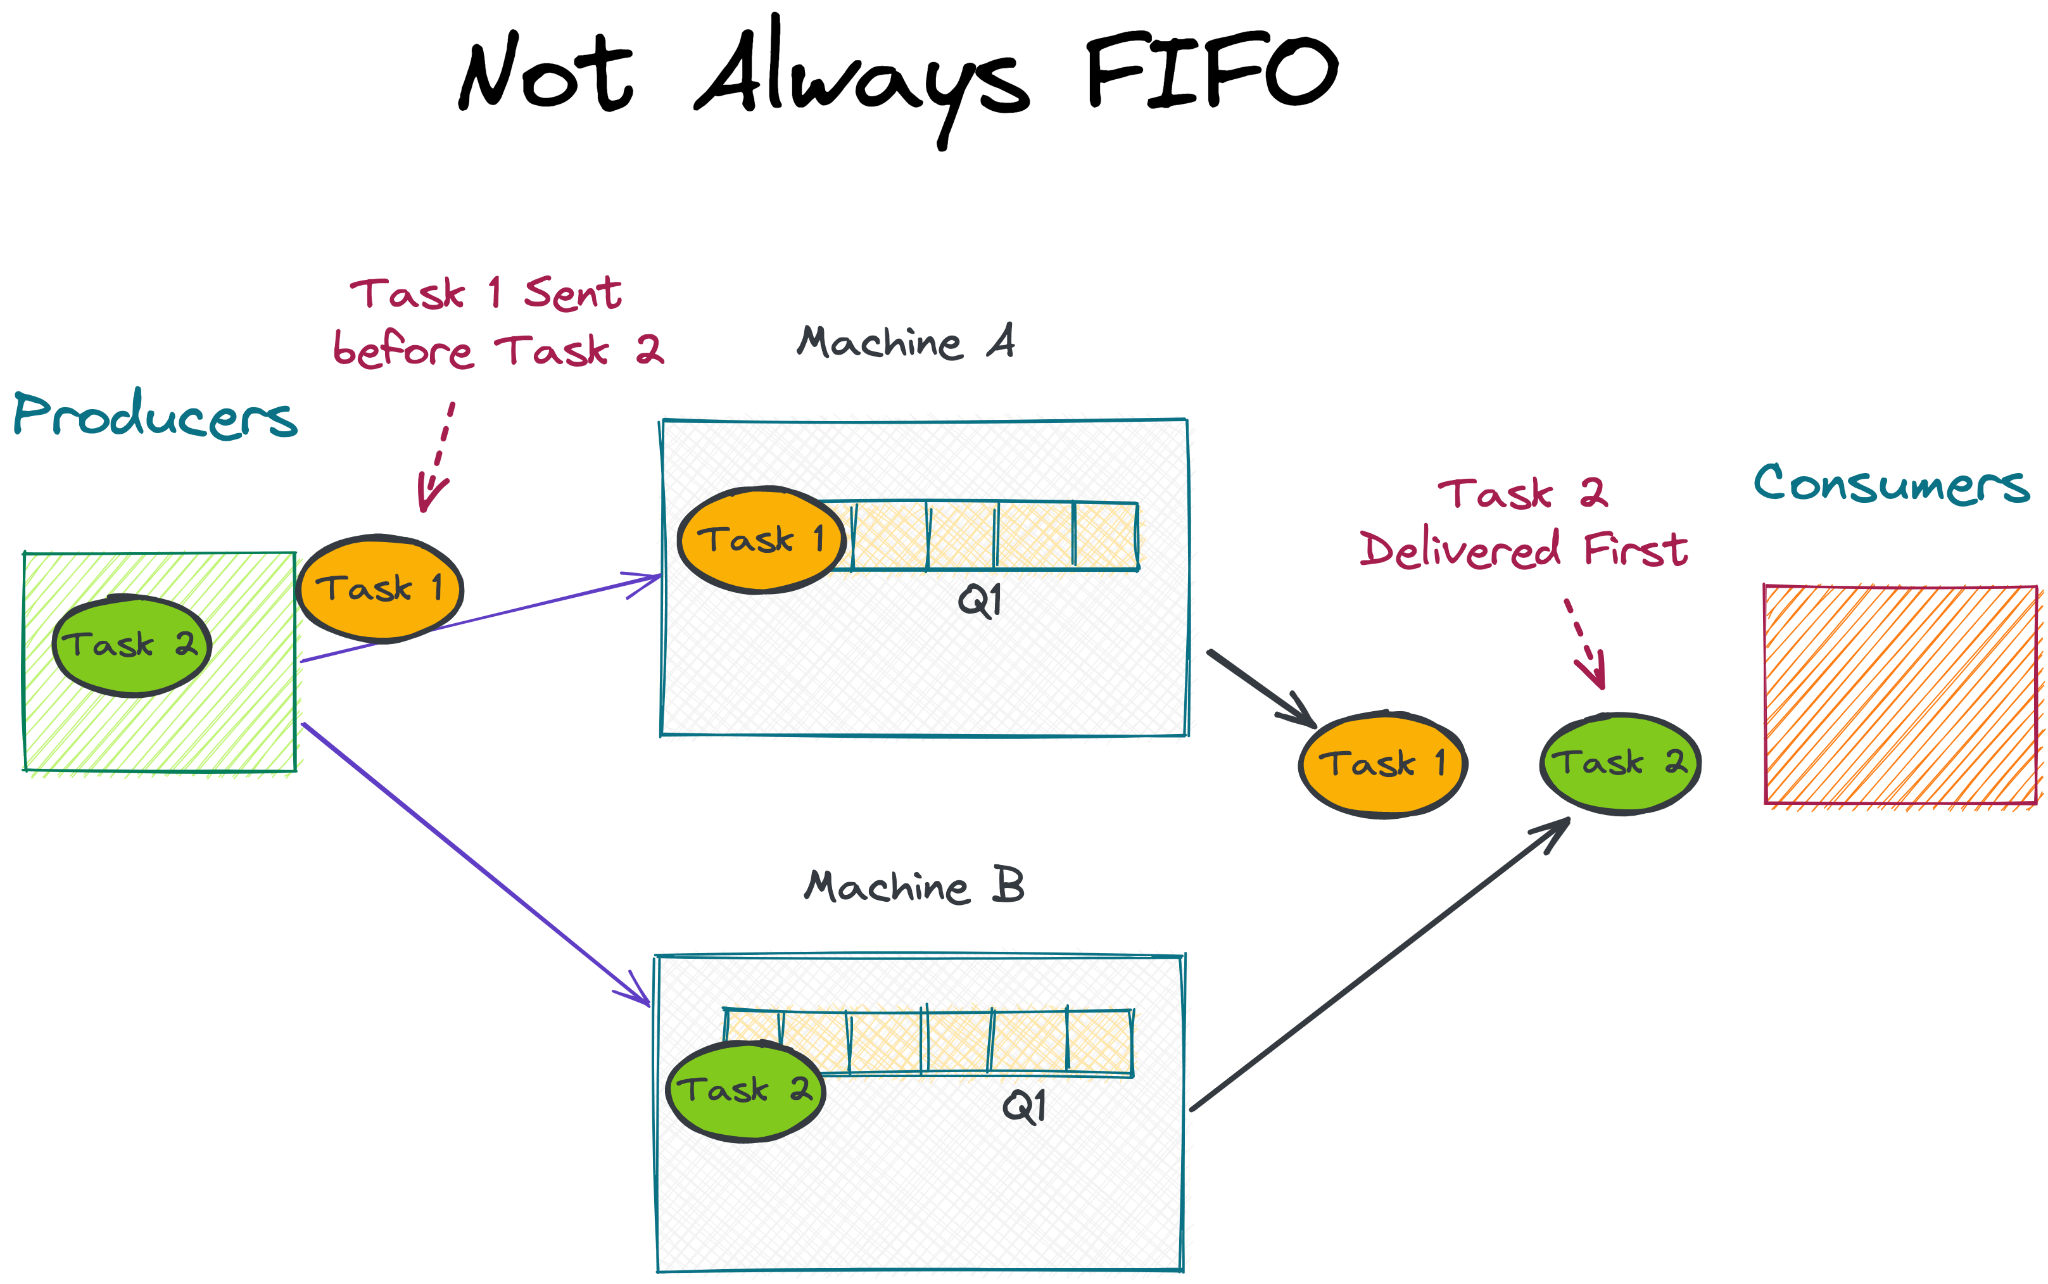 Not Always FIFO
Task 1 Sent
before Task 2
Machine A
Producers
Consumers
Task 2
Delivered First
Task 1
Task 1
Q1
Task 2
Task 1
Task 2
Machine B
Task 2
Q1